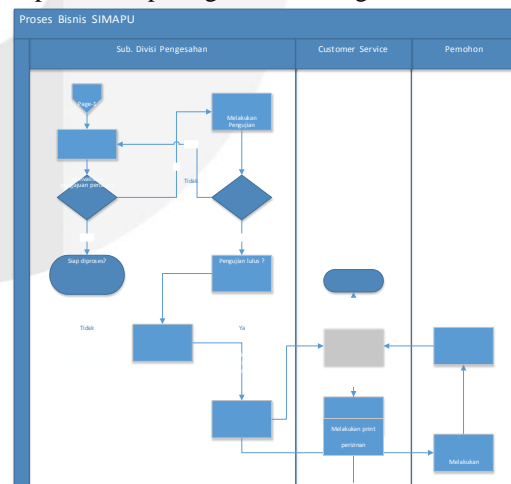 Proses Bisnis SIMAPU
Sub. Divisi Pengesahan
Customer Service
Pemohon
Page-1
Melakukan
Pengujian
Tidak
Siap diproses?
Pengujian lulus ?
Tidak
Ya
Melakukan print
perizinan
Melakukan